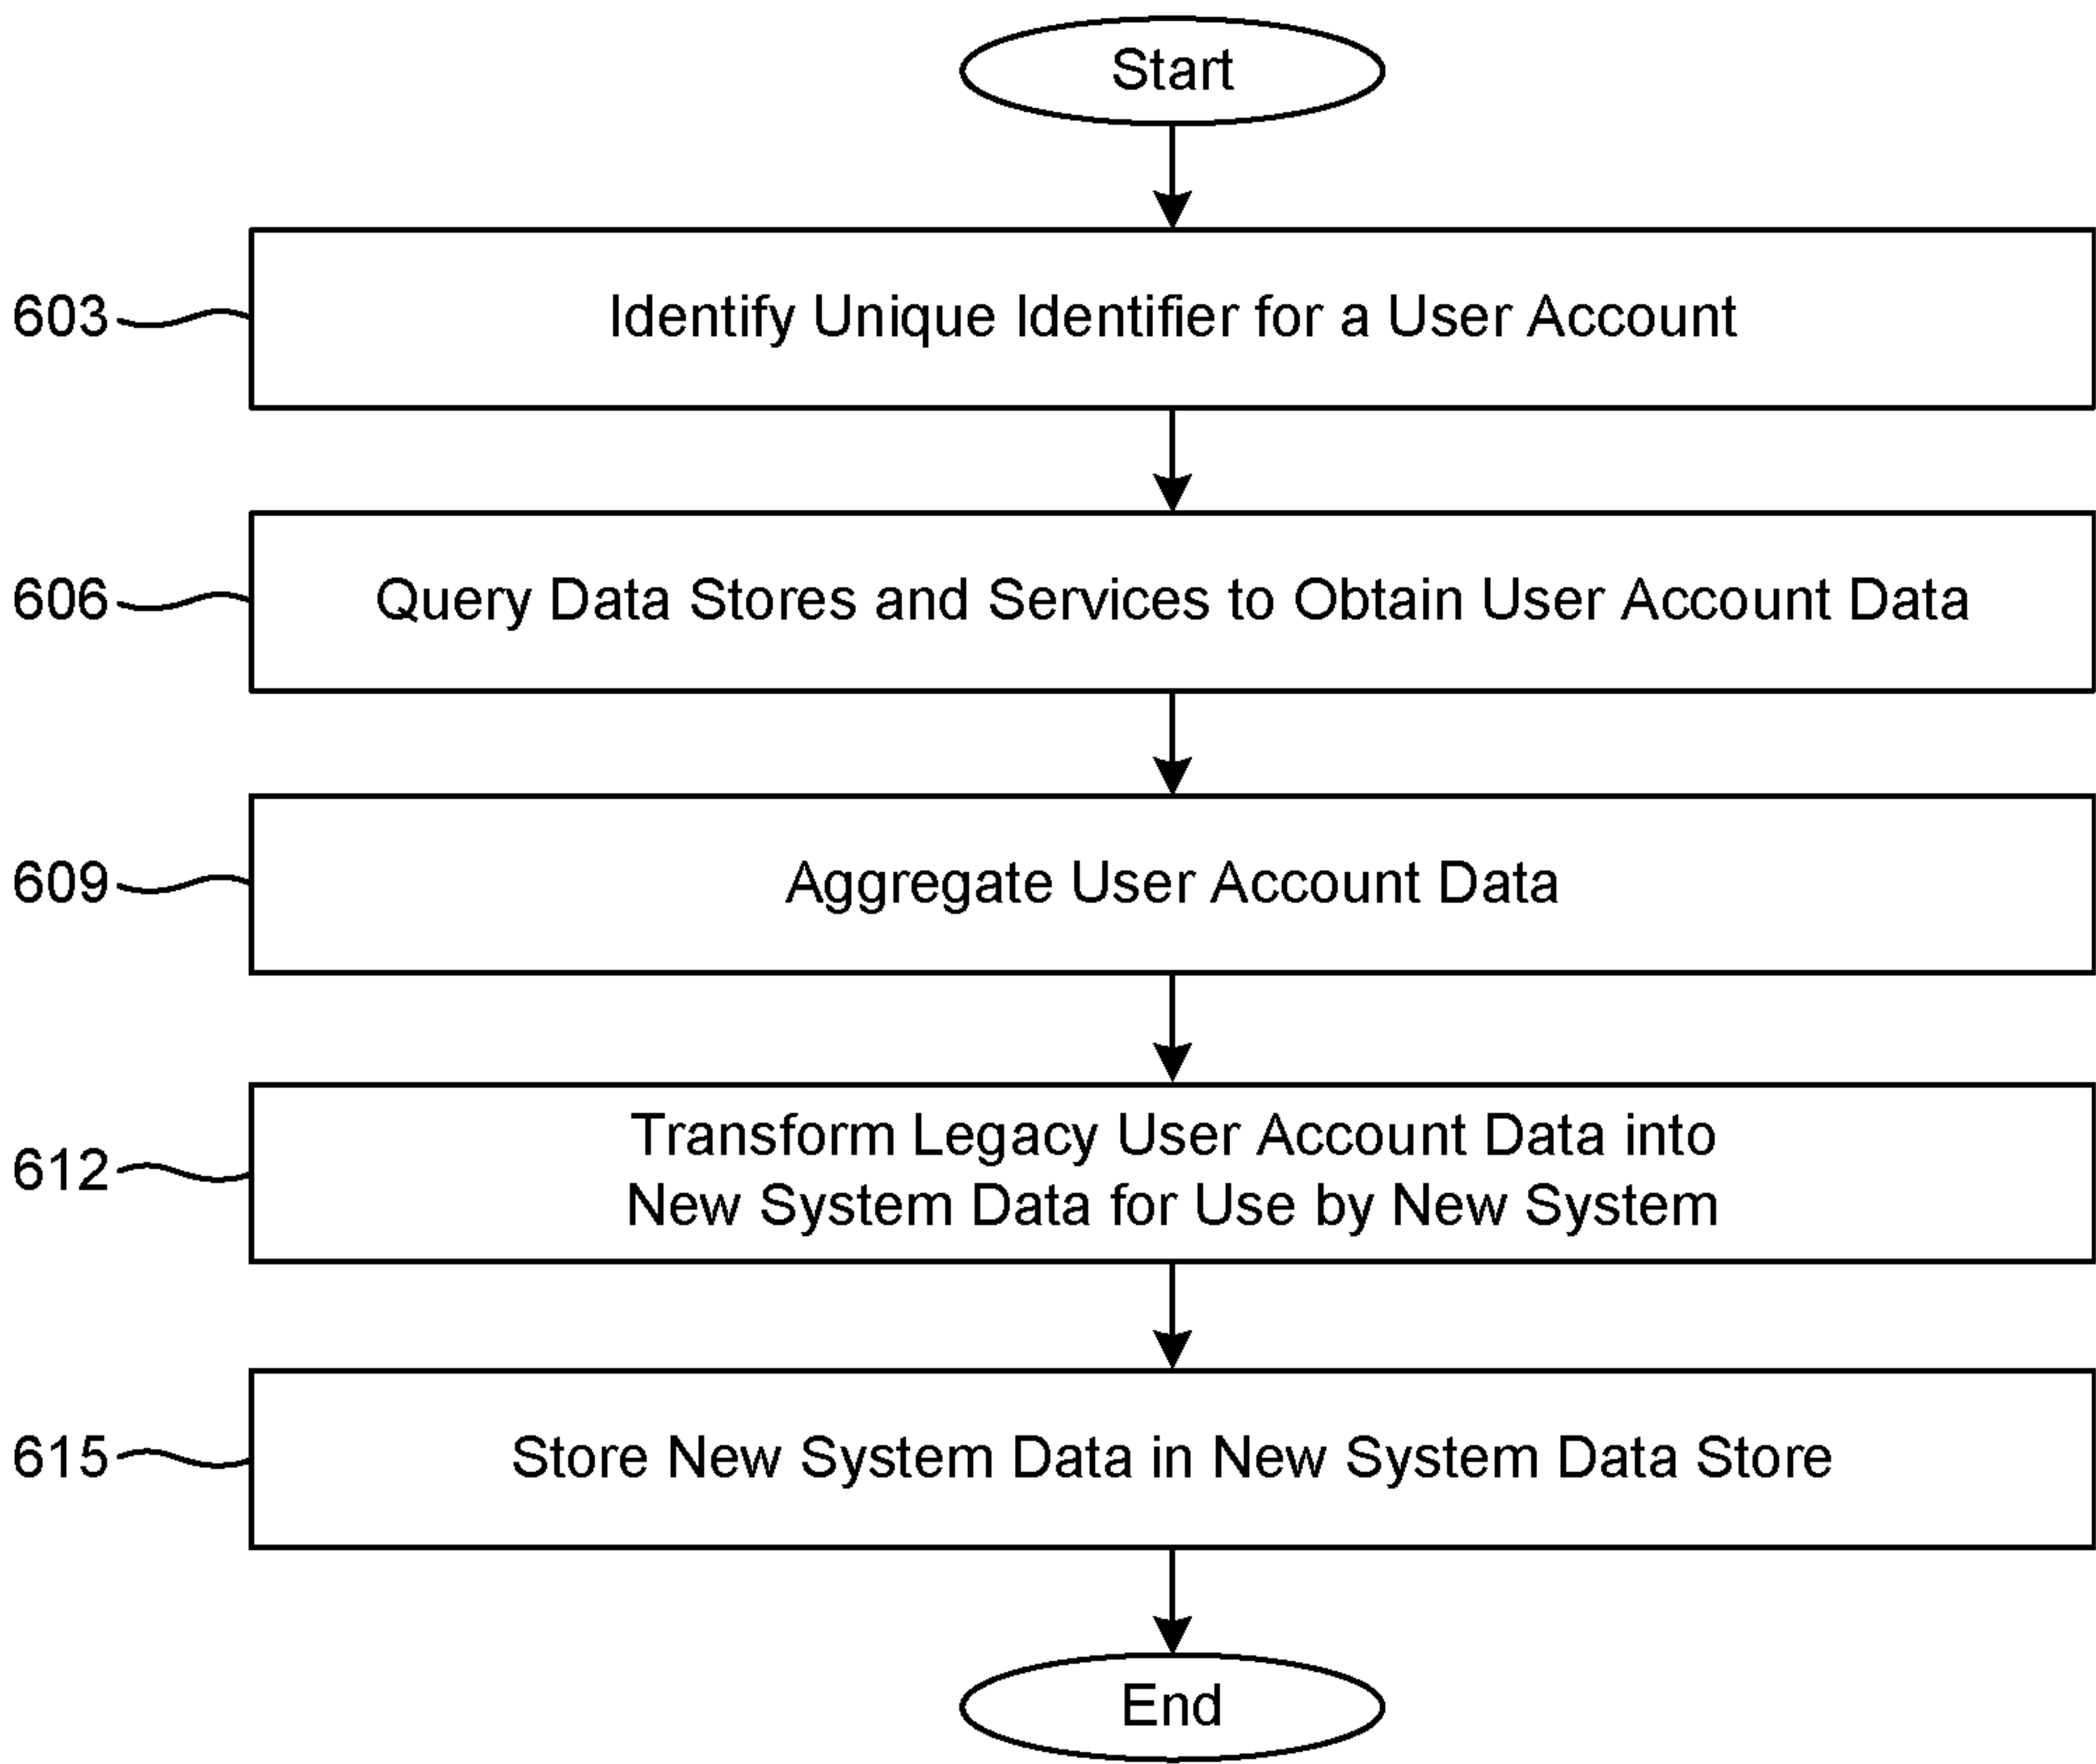 Start
603
Identify Unique Identifier for a User Account
606
Query Data Stores and Services to Obtain User Account Data
609
Aggregate User Account Data
612
Transform Legacy User Account Data into
New System Data for Use by New System
615
Store New System Data in New System Data Store
End